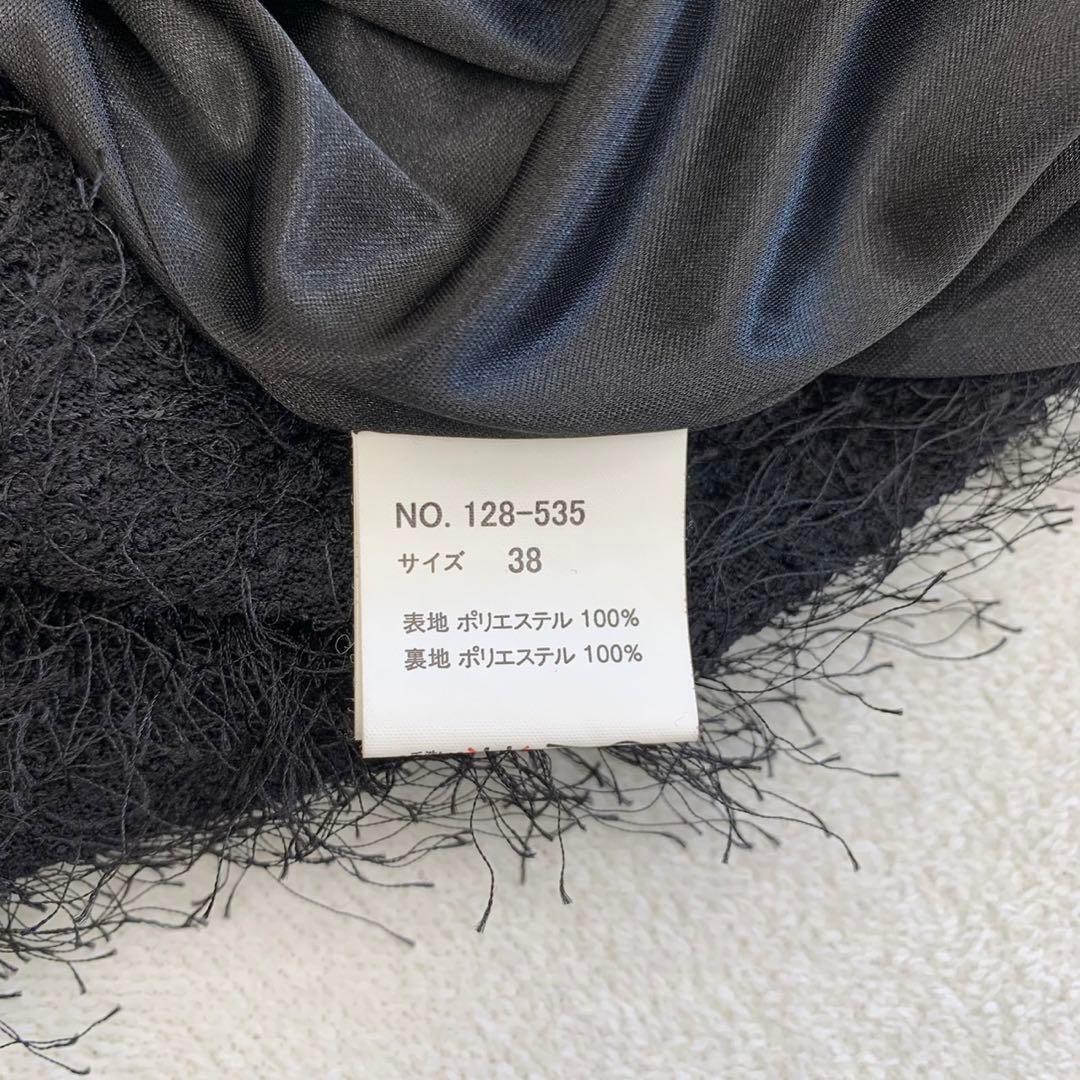 NO. 128-535
サイズ 38
表地 ポリエステル 100%
裏地 ポリエステル 100%